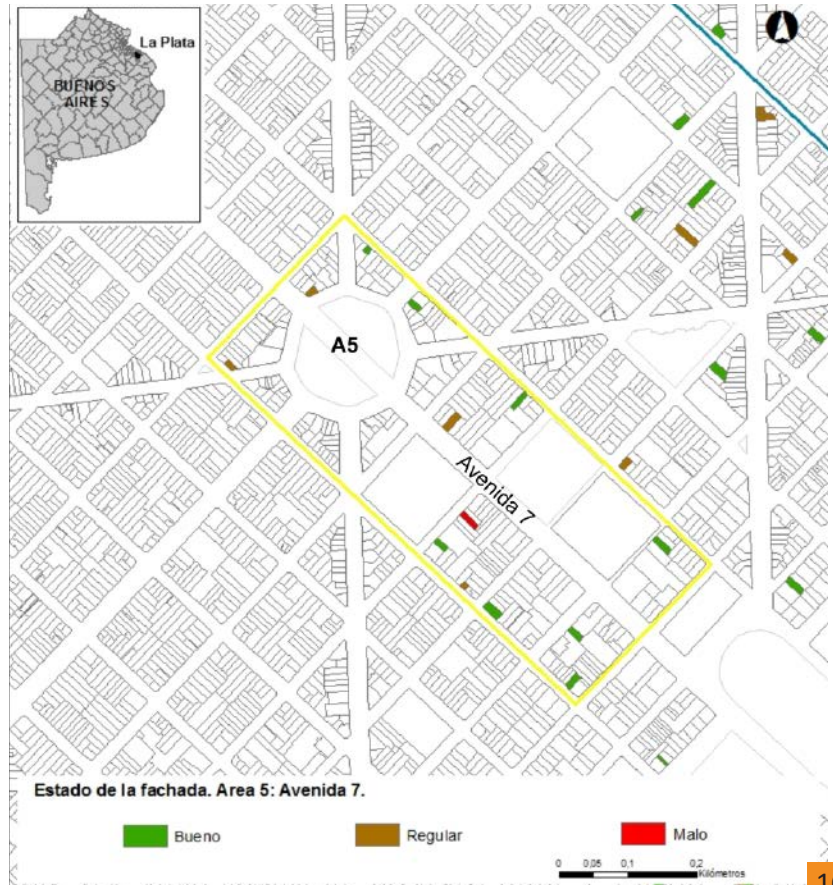 La Plata
BUENOS
AIRES
A5
Avenida 7
Estado de la fachada. Area 5: Avenida 7.
Bueno
Regular
Malo
0 0,05 0,1 0,2
Kilómetros